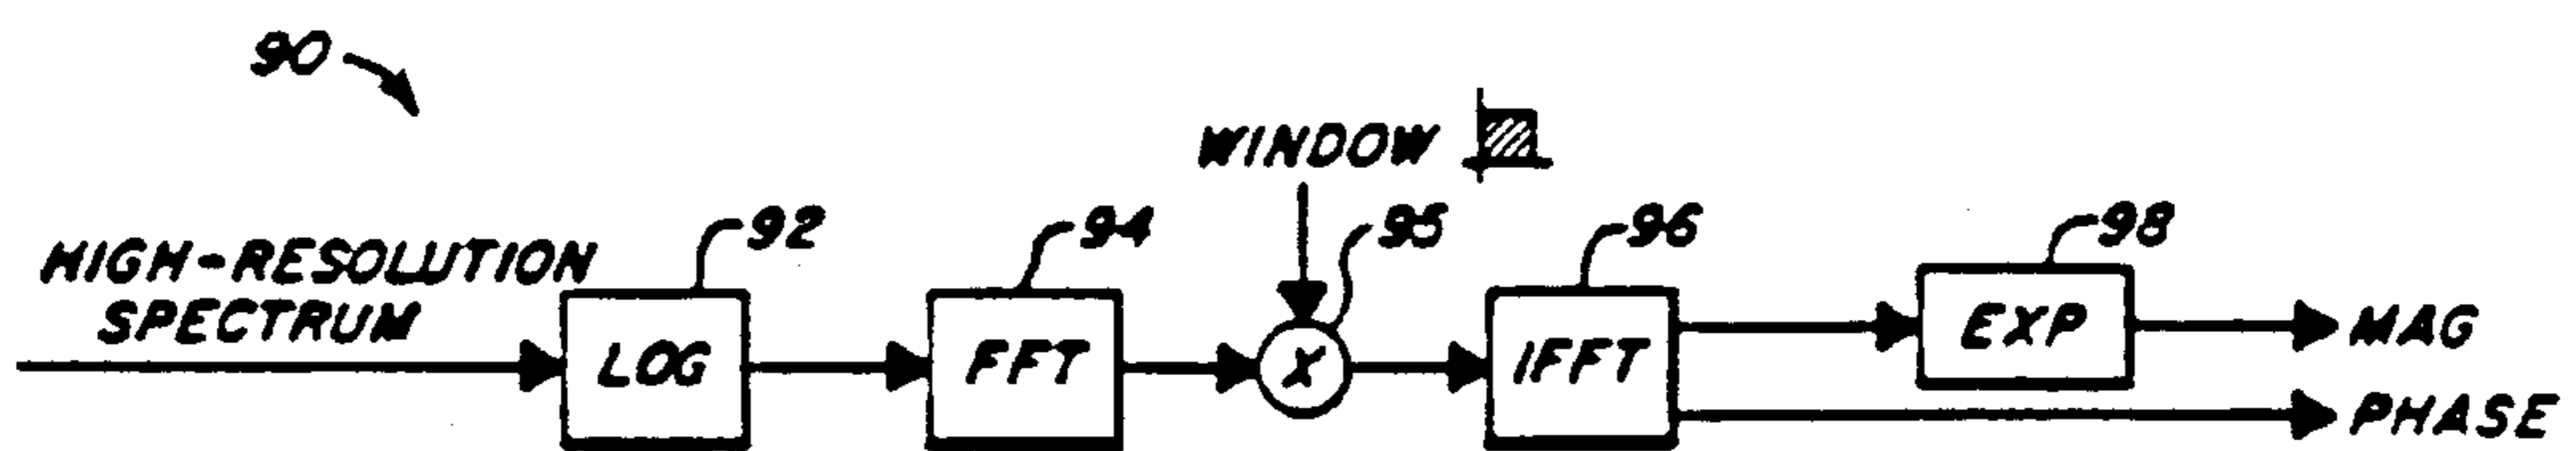 90
WINDOW
92
94
95
96
98
HIGH-RESOLUTION
SPECTRUM
LOG
FFT
X
IFFT
EXP
MAG
PHASE